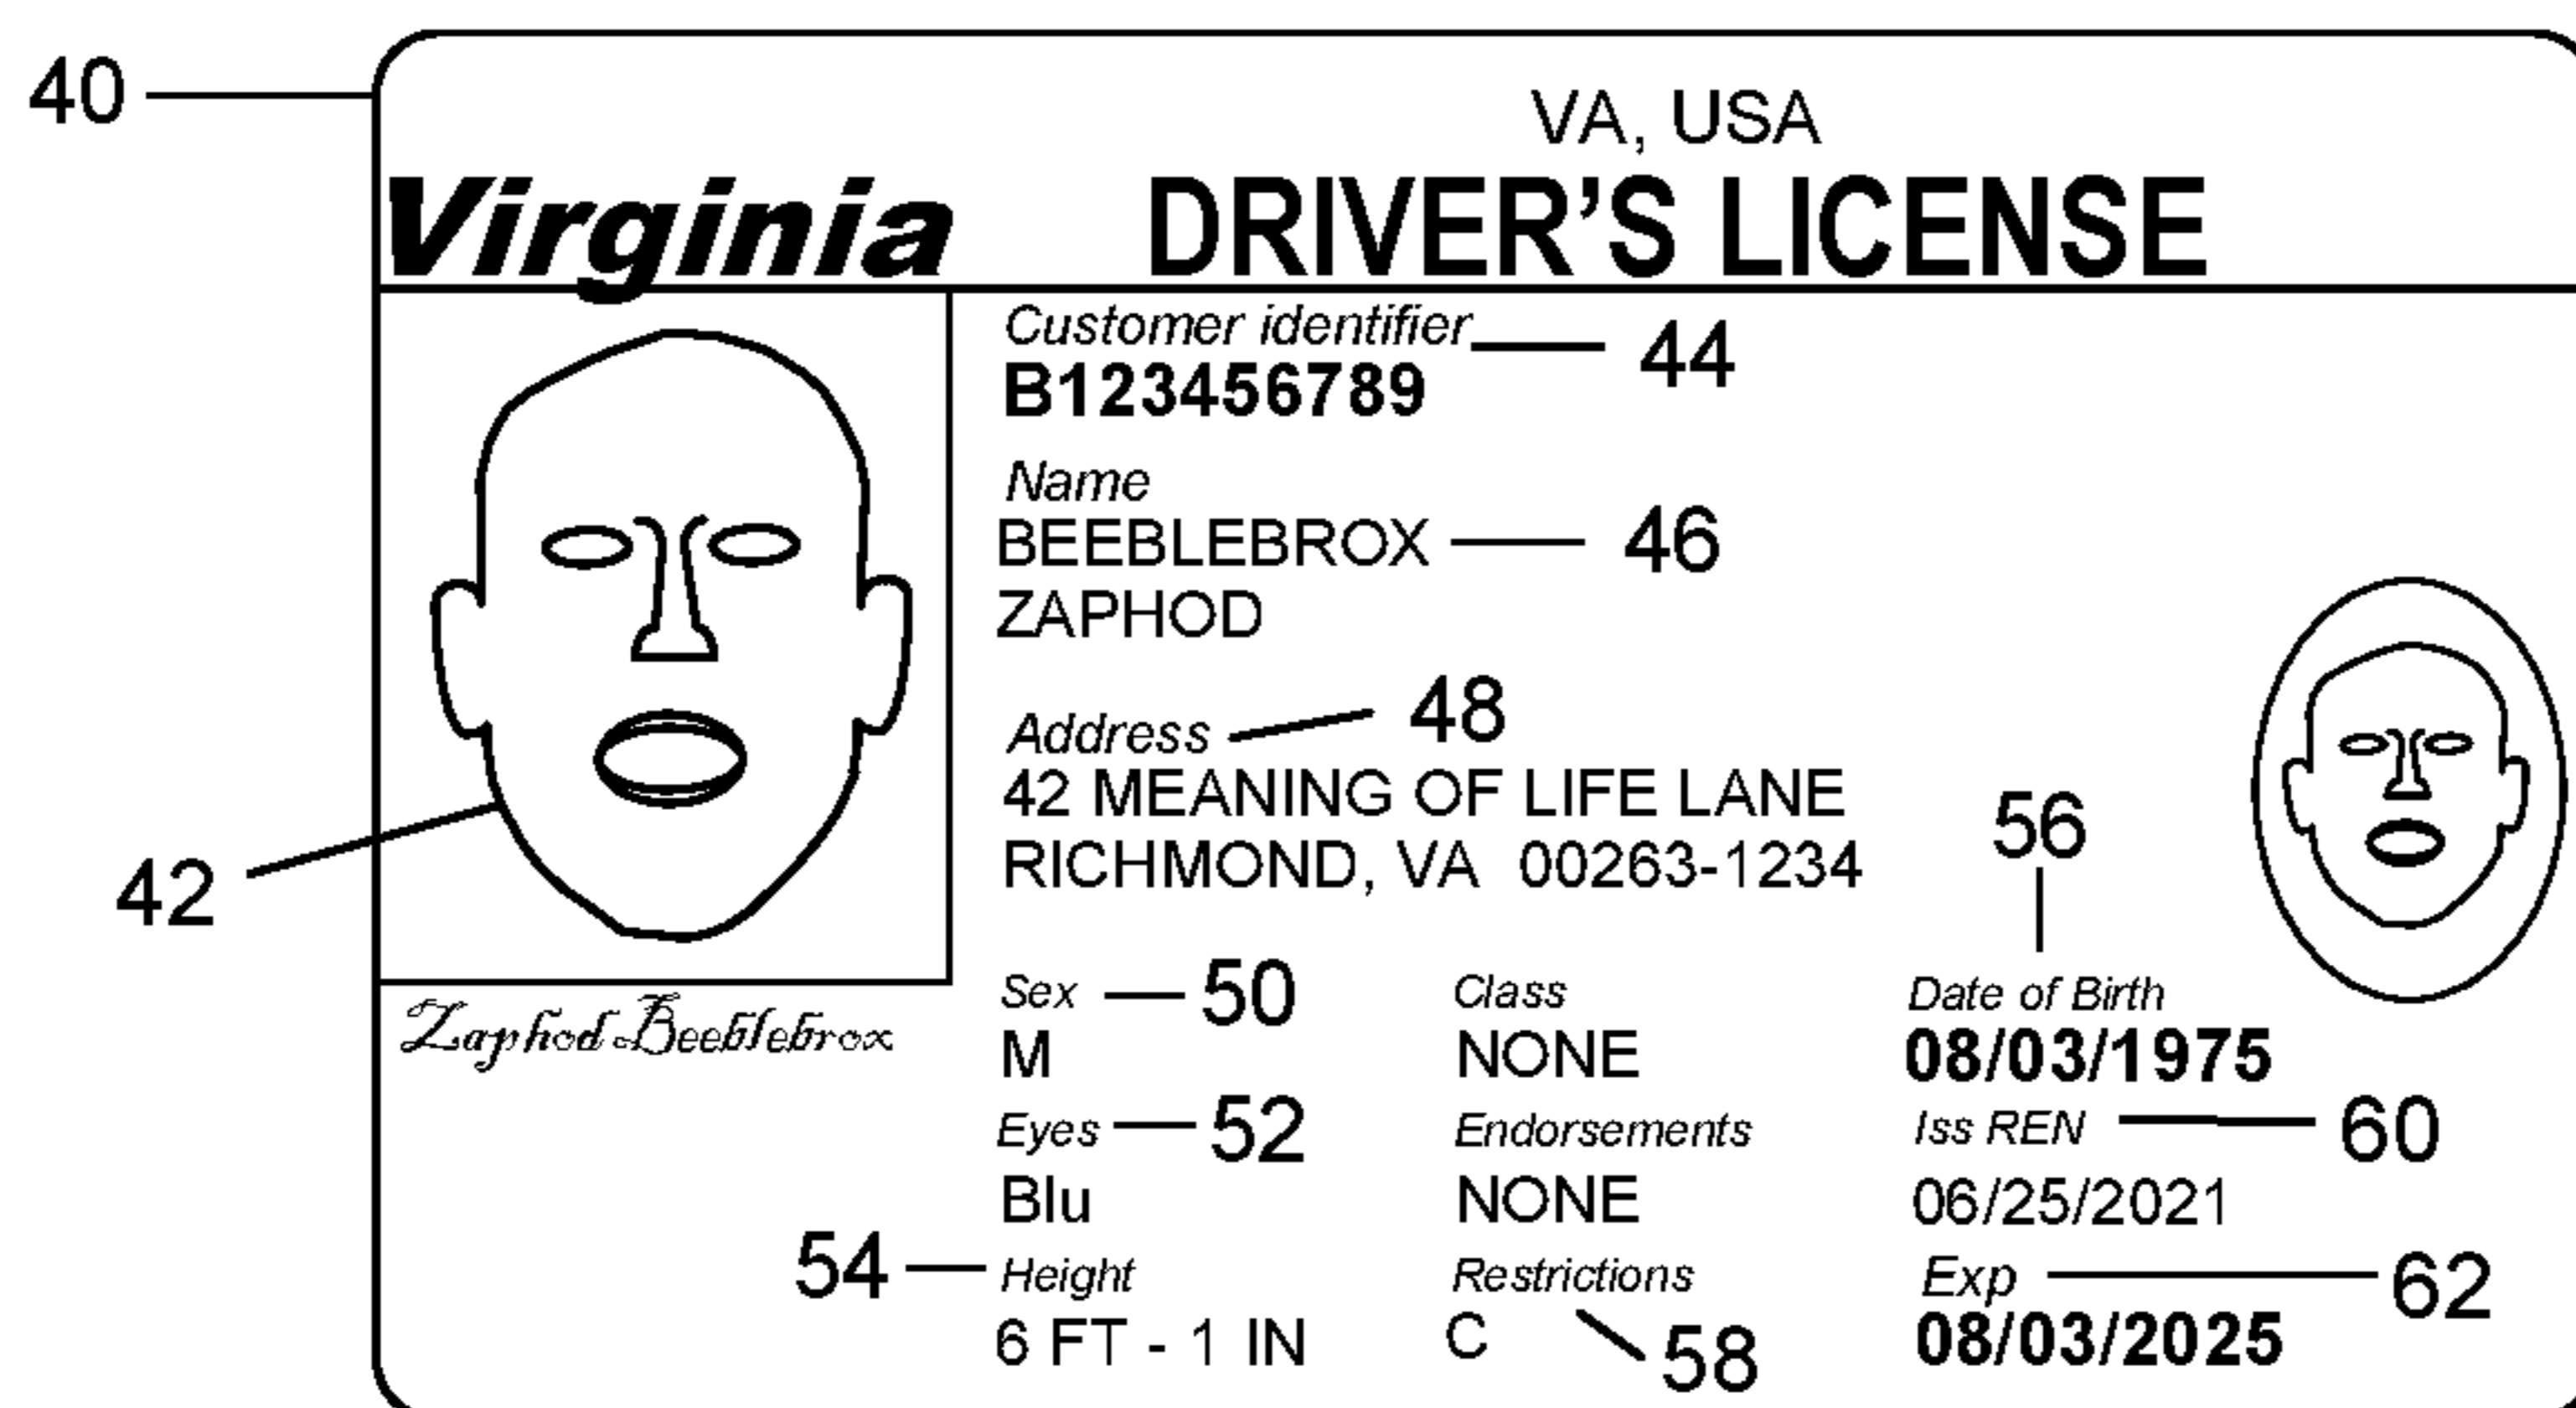 40
VA, USA
Virginia DRIVER'S LICENSE
Customer identifier 44
B123456789
Name
BEEBLEBROX 46
ZAPHOD
Address 48
42 MEANING OF LIFE LANE
RICHMOND, VA 00263-1234
42
56
Zaphod Beeblebrox
Sex 50 Class Date of Birth
M NONE 08/03/1975
Eyes 52 Endorsements Iss REN 60
Blu NONE 06/25/2021
54 Height Restrictions Exp 62
6 FT - 1 IN C 58 08/03/2025